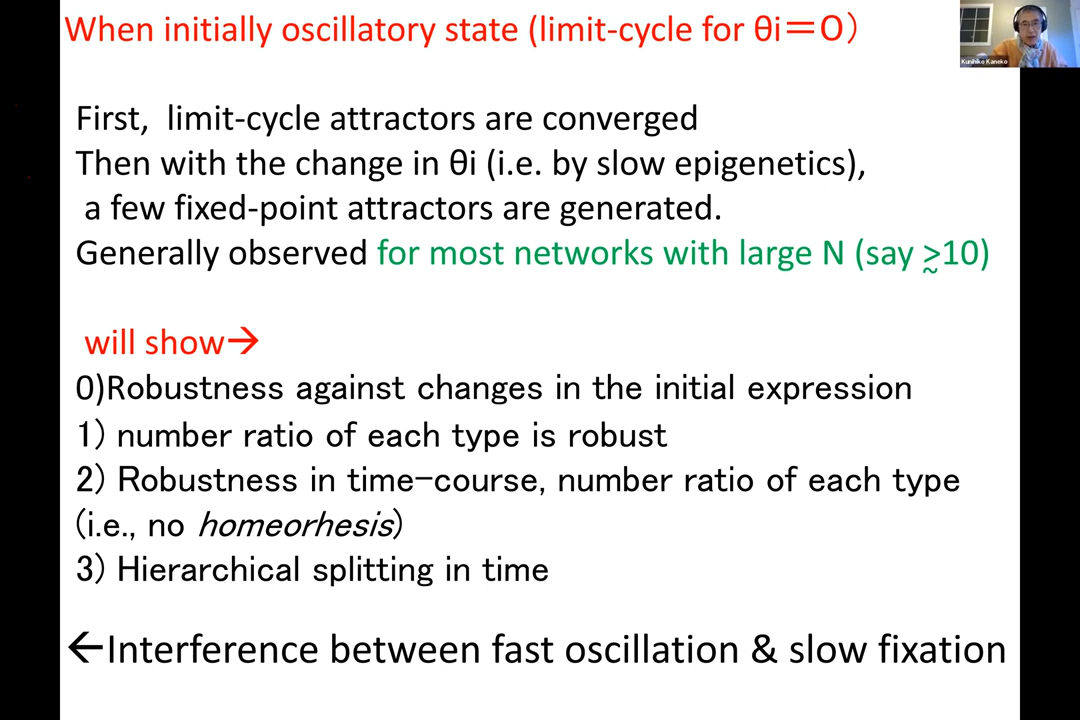 When initially oscillatory state (limit-cycle for θi＝O）
Kunihiko Kaneko
First, limit-cycle attractors are converged
Then with the change in θi (i.e. by slow epigenetics),
a few fixed-point attractors are generated.
Generally observed for most networks with large N (say ≳10)
will show→
0)Robustness against changes in the initial expression
1) number ratio of each type is robust
2) Robustness in time−course, number ratio of each type
(i.e., no homeorhesis)
3) Hierarchical splitting in time
←Interference between fast oscillation & slow fixation